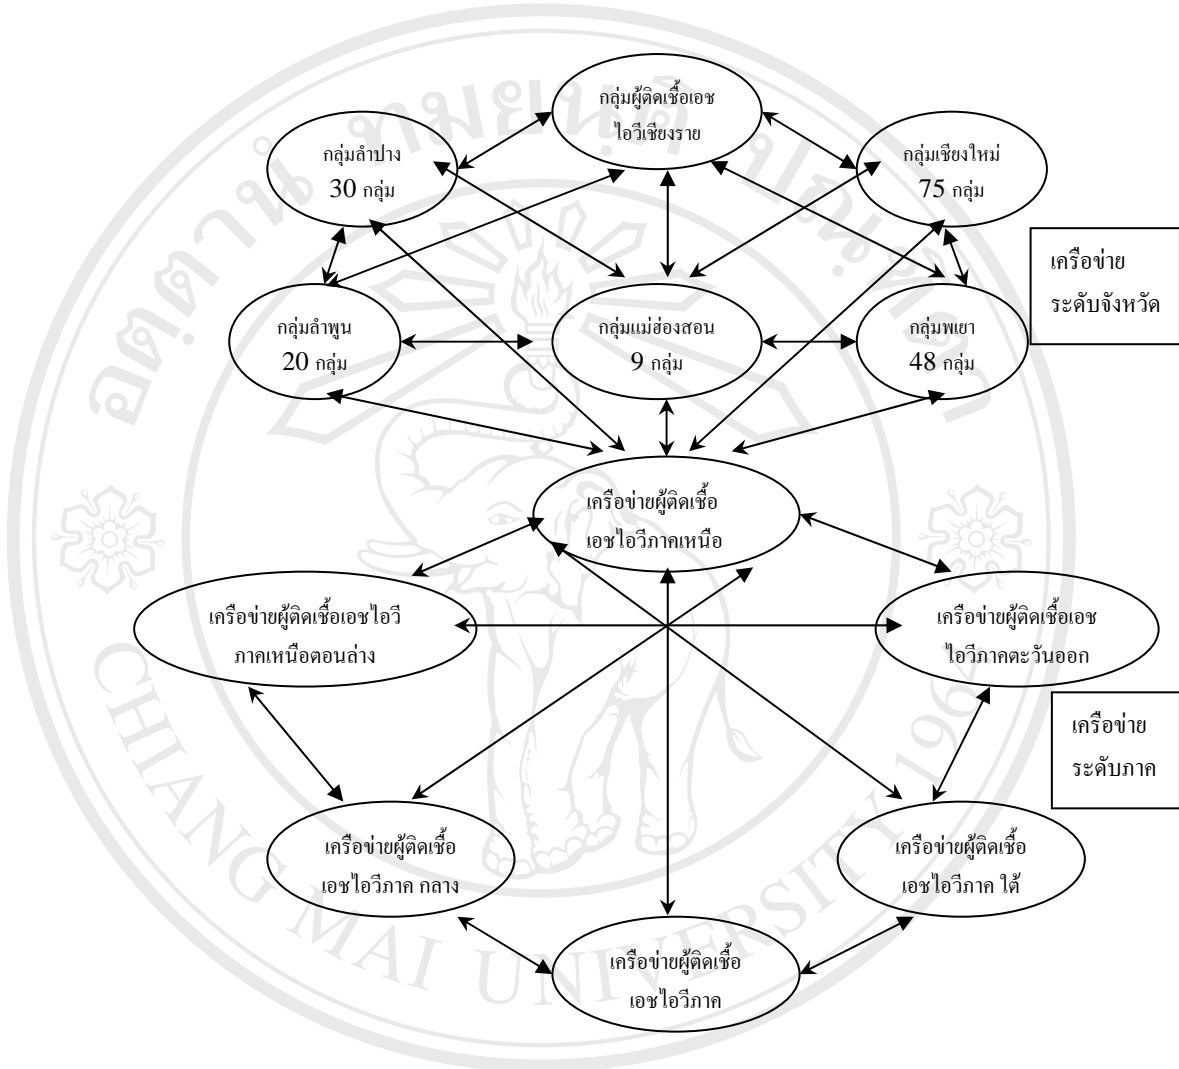 กลุ่มผู้ติดเชื้อเอช
ไอวีเชียงราย
กลุ่มลำปาง
30 กลุ่ม
กลุ่มเชียงใหม่
75 กลุ่ม
เครือข่าย
ระดับจังหวัด
กลุ่มลำพูน
20 กลุ่ม
กลุ่มแม่ฮ่องสอน
9 กลุ่ม
กลุ่มพเยา
48 กลุ่ม
เครือข่ายผู้ติดเชื้อ
เอชไอวีภาคเหนือ
เครือข่ายผู้ติดเชื้อเอชไอวี
ภาคเหนือตอนล่าง
เครือข่ายผู้ติดเชื้อเอช
ไอวีภาคตะวันออก
เครือข่าย
ระดับภาค
เครือข่ายผู้ติดเชื้อ
เอชไอวีภาค กลาง
เครือข่ายผู้ติดเชื้อ
เอชไอวีภาค ใต้
เครือข่ายผู้ติดเชื้อ
เอชไอวีภาค
CHIANG MAI UNIVERSITY 1964